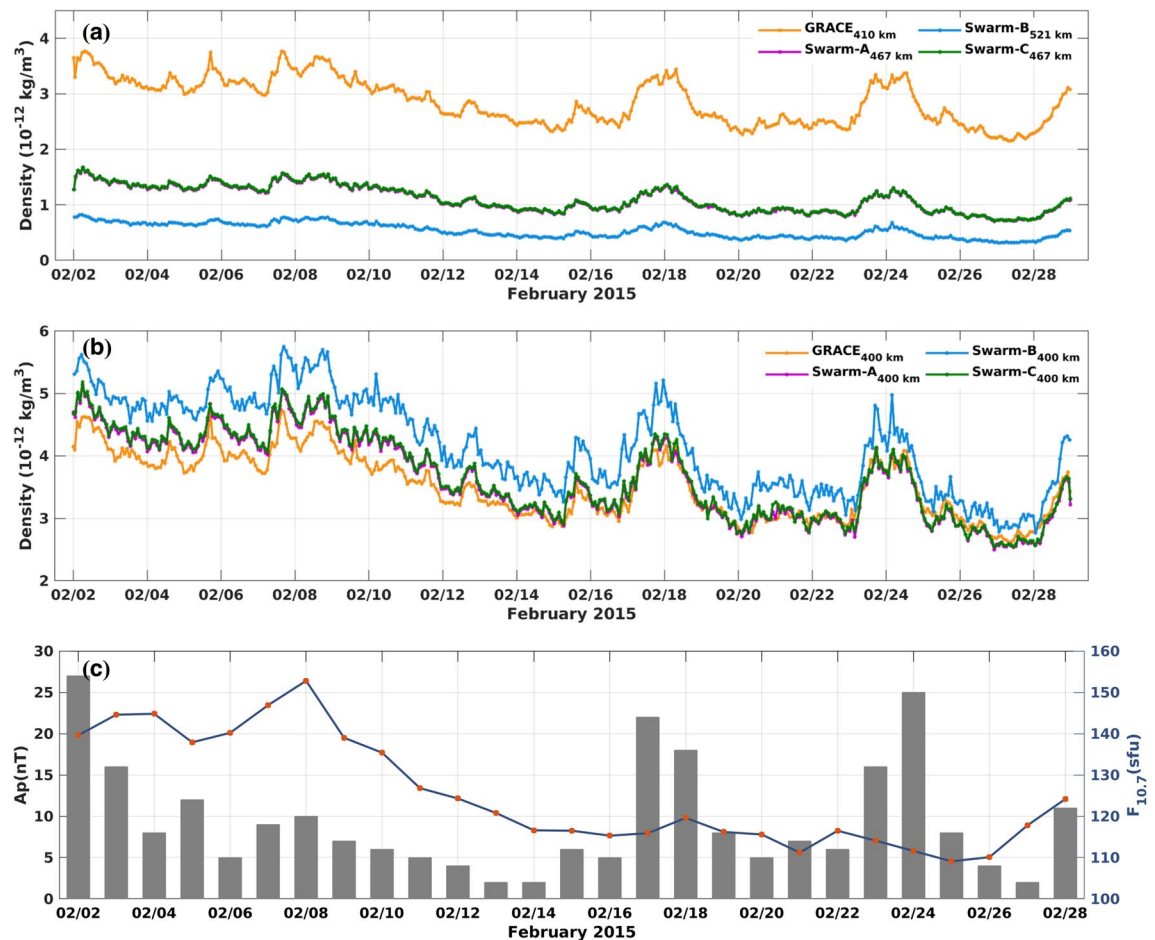 (a)
GRACE410 km Swarm-B521 km
Swarm-A467 km Swarm-C467 km
Density (10-12 kg/m3)
4
3
2
1
0
02/02 02/04 02/06 02/08 02/10 02/12 02/14 02/16 02/18 02/20 02/22 02/24 02/26 02/28
February 2015
(b)
GRACE400 km Swarm-B400 km
Swarm-A400 km Swarm-C400 km
Density (10-12 kg/m3)
6
5
4
3
2
02/02 02/04 02/06 02/08 02/10 02/12 02/14 02/16 02/18 02/20 02/22 02/24 02/26 02/28
February 2015
(c)
Ap(nT)
30
25
20
15
10
5
0
160
150
140
130
120
110
100
F10.7(sfu)
02/02 02/04 02/06 02/08 02/10 02/12 02/14 02/16 02/18 02/20 02/22 02/24 02/26 02/28
February 2015